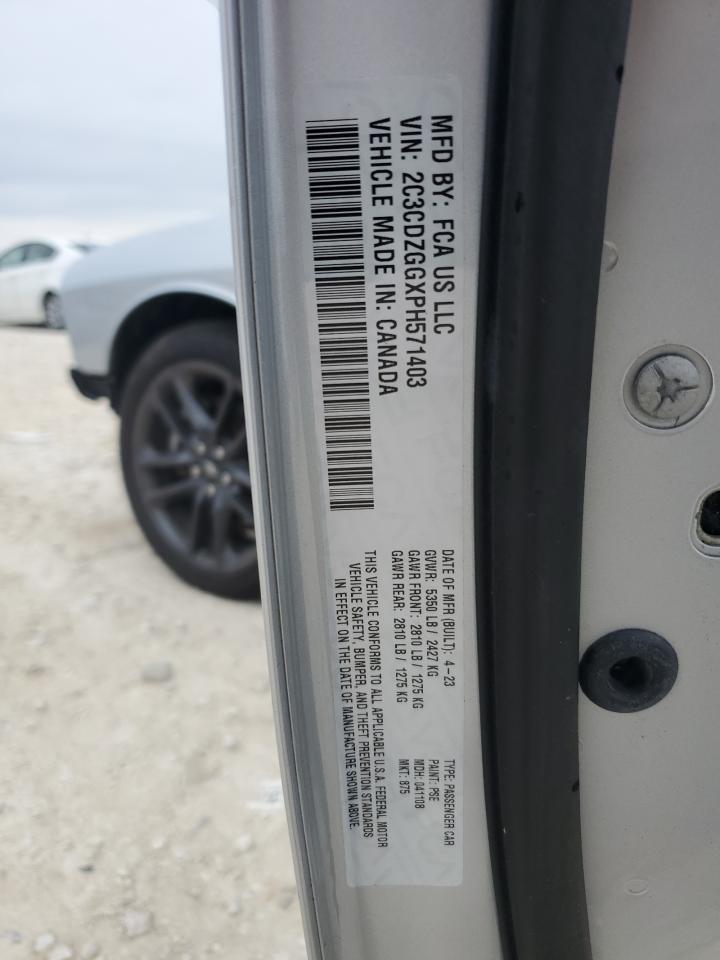 MFD BY: FCA US LLC
VIN: 2C3CDZGGXPH571403
VEHICLE MADE IN: CANADA
DATE OF MFR (BUILT): 4-23
GVWR: 5350 LB / 2427 KG
GAWR FRONT: 2810 LB / 1275 KG
GAWR REAR: 2810 LB / 1275 KG
THIS VEHICLE CONFORMS TO ALL APPLICABLE U.S.A. FEDERAL MOTOR
VEHICLE SAFETY, BUMPER, AND THEFT PREVENTION STANDARDS
IN EFFECT ON THE DATE OF MANUFACTURE SHOWN ABOVE.
TYPE: PASSENGER CAR
PAINT: PSE
MDH: 041108
MKT: 875